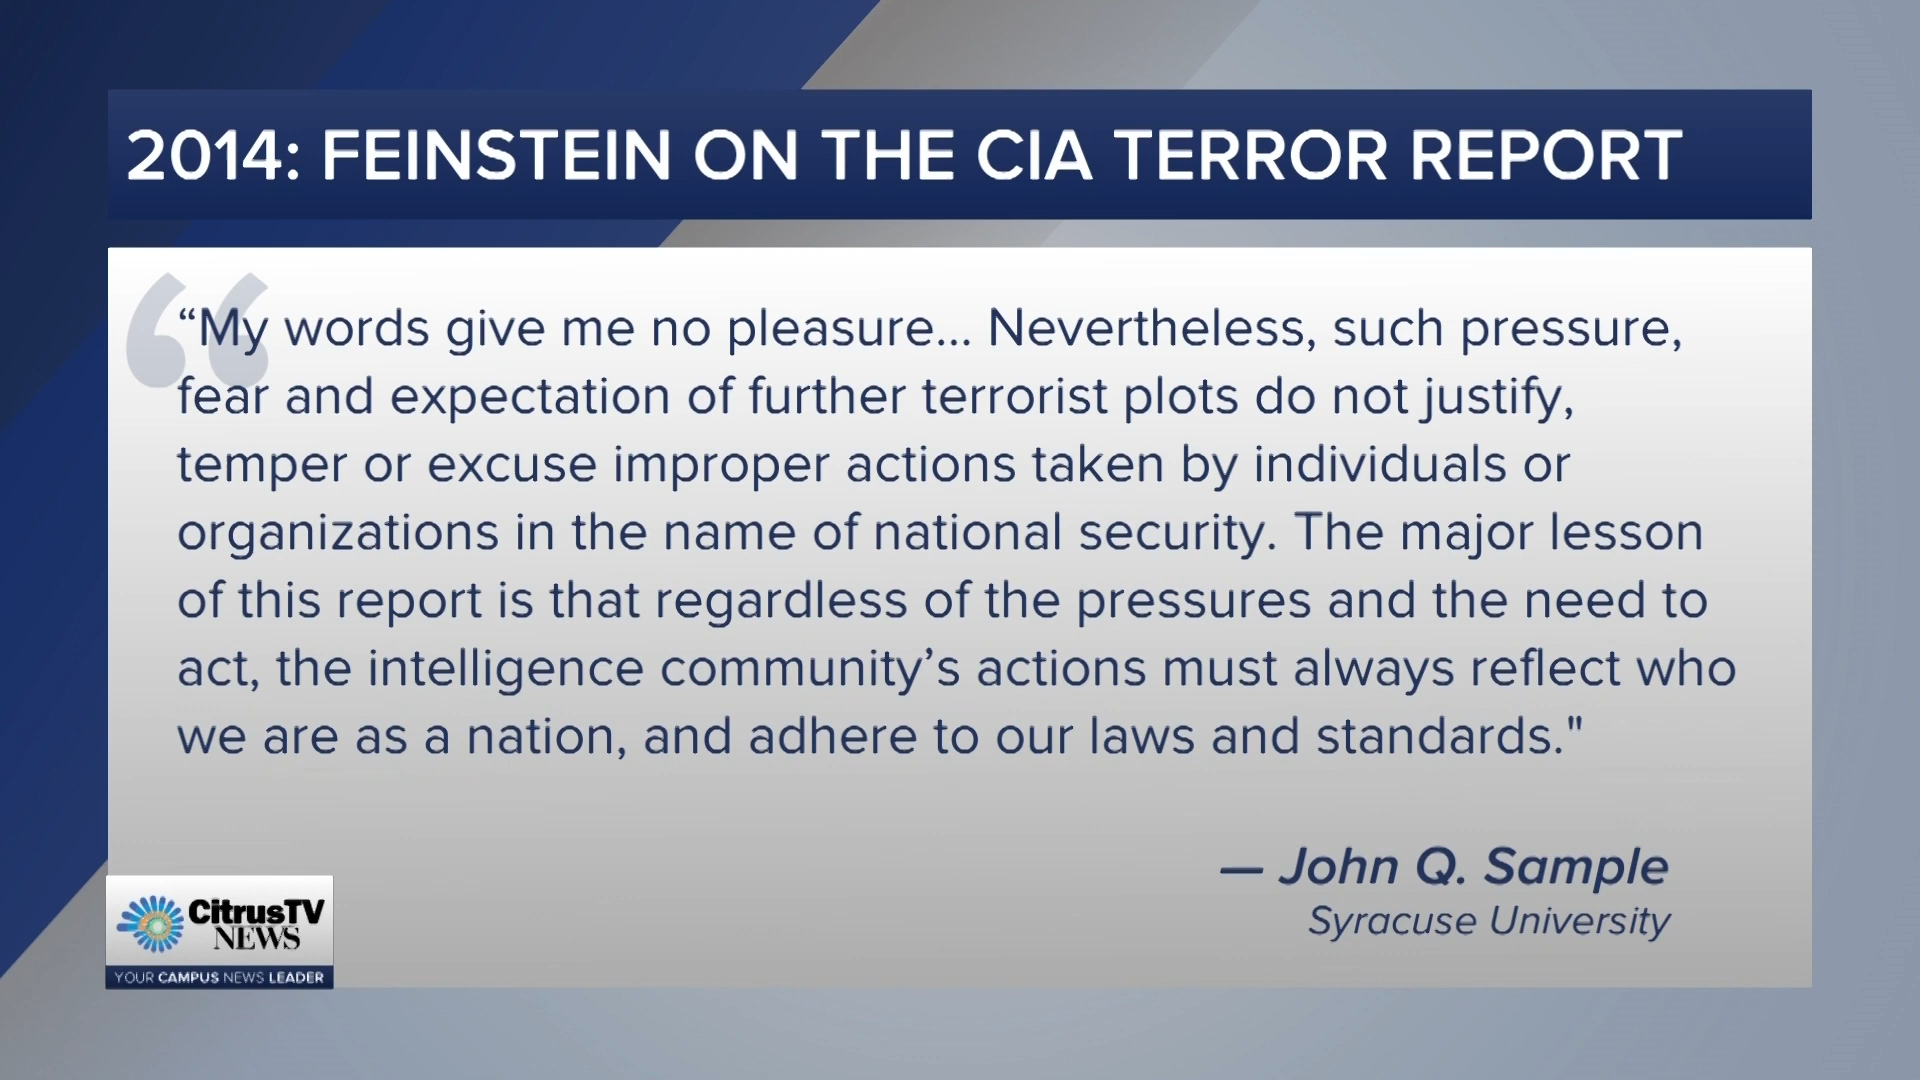 2014: FEINSTEIN ON THE CIA TERROR REPORT
“My words give me no pleasure... Nevertheless, such pressure,
fear and expectation of further terrorist plots do not justify,
temper or excuse improper actions taken by individuals or
organizations in the name of national security. The major lesson
of this report is that regardless of the pressures and the need to
act, the intelligence community’s actions must always reflect who
we are as a nation, and adhere to our laws and standards."
— John Q. Sample
Syracuse University
CitrusTV
NEWS
YOUR CAMPUS NEWS LEADER